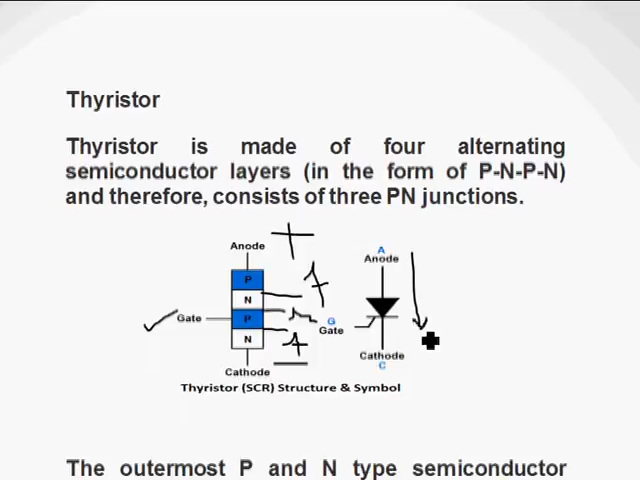 Thyristor
Thyristor is made of four alternating
semiconductor layers (in the form of P-N-P-N)
and therefore, consists of three PN junctions.
Anode
A
Anode
P
N
Gate
P
G
Gate
N
Cathode
C
Cathode
Thyristor (SCR) Structure & Symbol
The outermost P and N type semiconductor